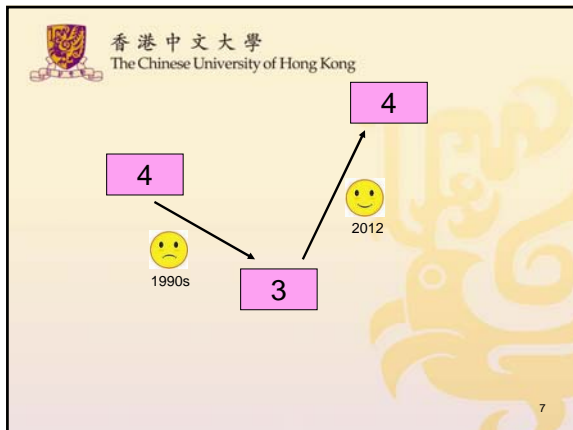 香港中文大學
The Chinese University of Hong Kong
4
4
2012
1990s
3
7